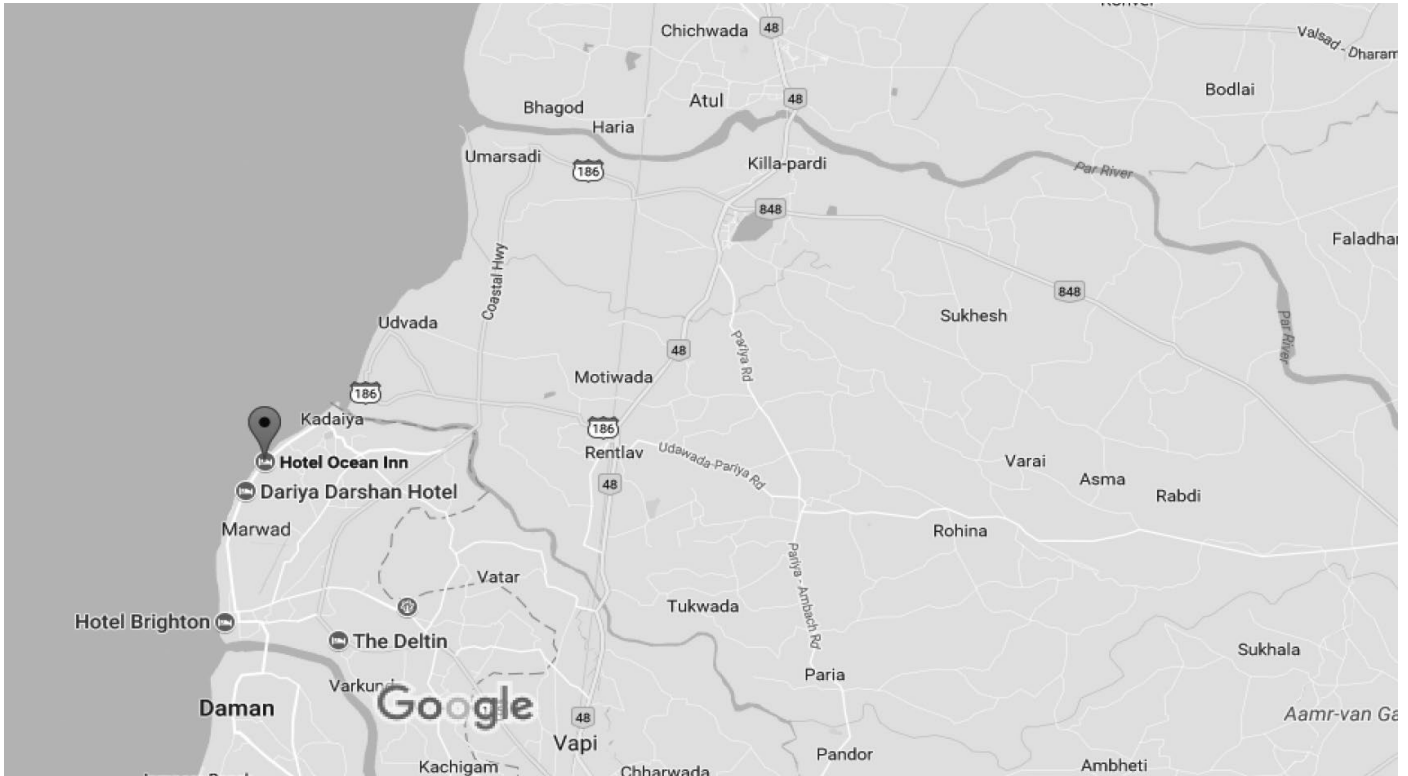 Chichwada
48
Valsad - Dharam
Bodlai
Bhagod
Atul
48
Haria
Umarsadi
186
Killa-pardi
Par River
848
Faladha
Coastal Hwy
848
Sukhesh
Udvada
Par River
48
Pariya Rd
Motiwada
186
Kadaiya
186
Rentlav
Udawada-Pariya Rd
Hotel Ocean Inn
Varai
Asma
Rabdi
48
Dariya Darshan Hotel
Marwad
Rohina
Pariya - Ambach Rd
Vatar
Tukwada
Hotel Brighton
The Deltin
Sukhala
Paria
Varkund
Google
Daman
48
Aamr-van Ga
Vapi
Pandor
Kachigam
Chharwada
Ambheti